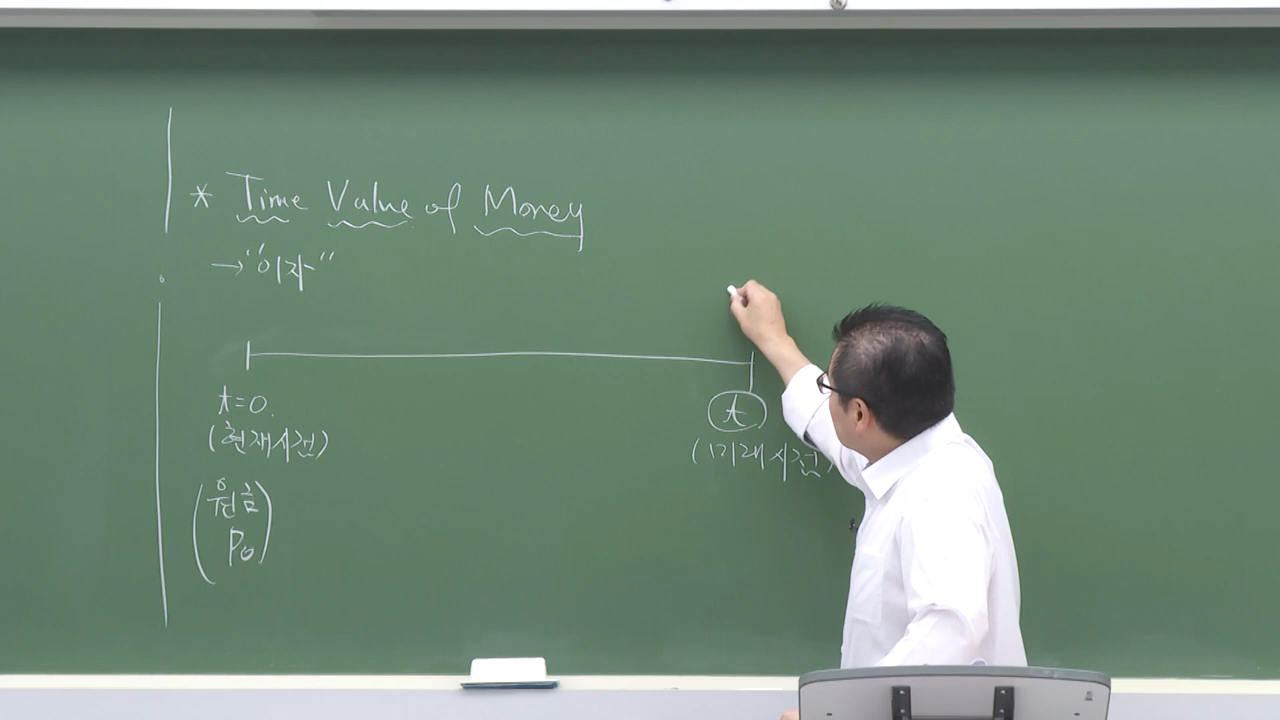 * Time Value of Money
→ "이자"
t=0.
(현재시점)
t
(미래시점)
(원금
P₀)